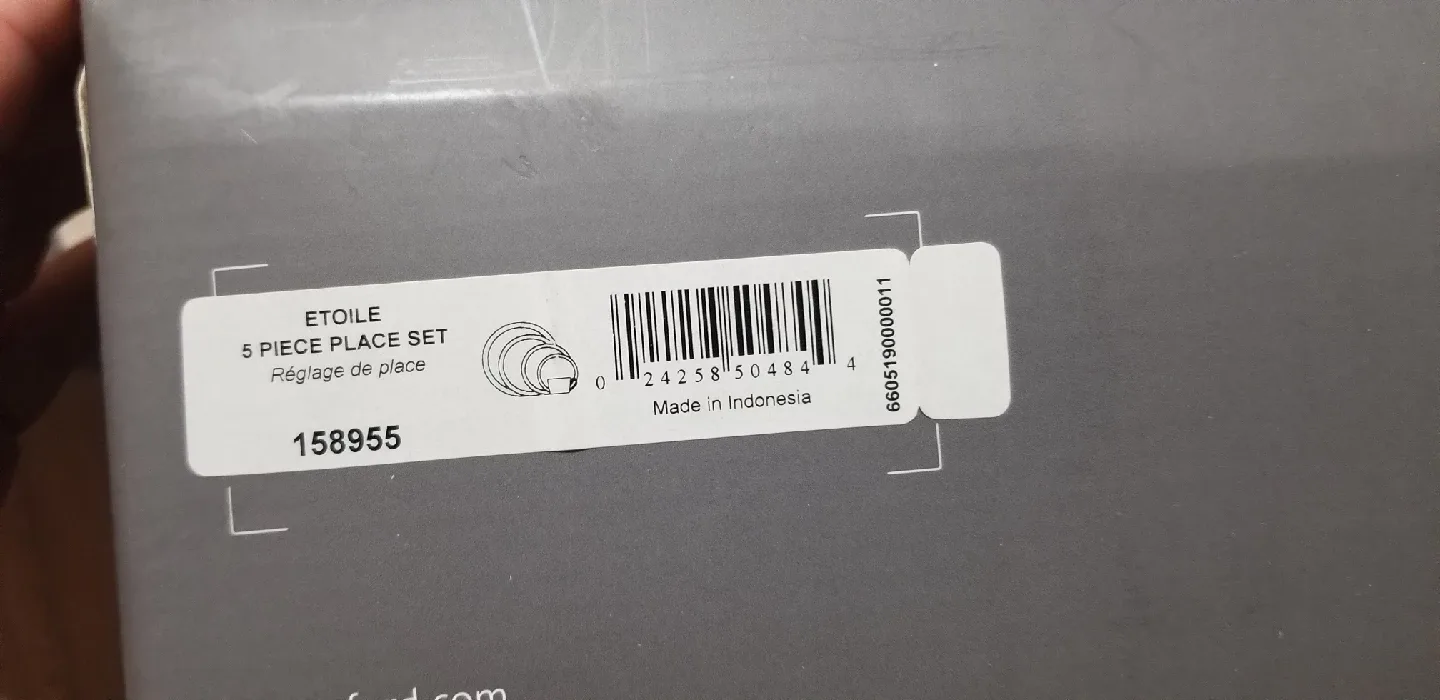 ETOILE
5 PIECE PLACE SET
Réglage de place
158955
0 24258 50484 4
Made in Indonesia
6605190000011